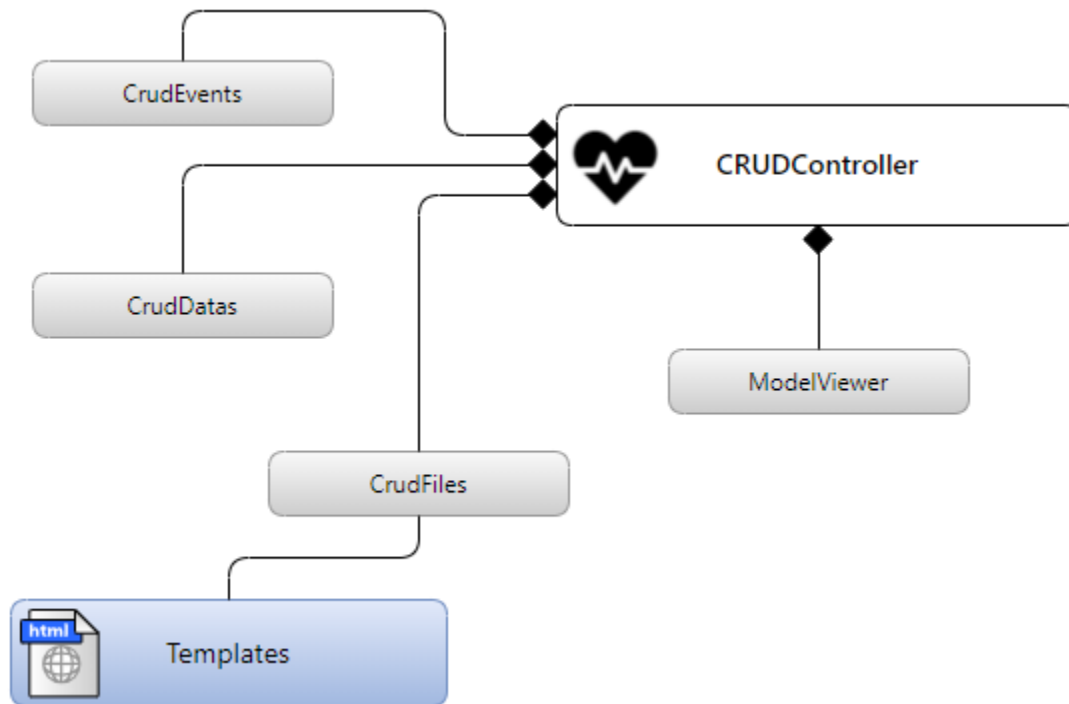 CrudEvents
CRUDController
CrudDatas
ModelViewer
CrudFiles
html
Templates